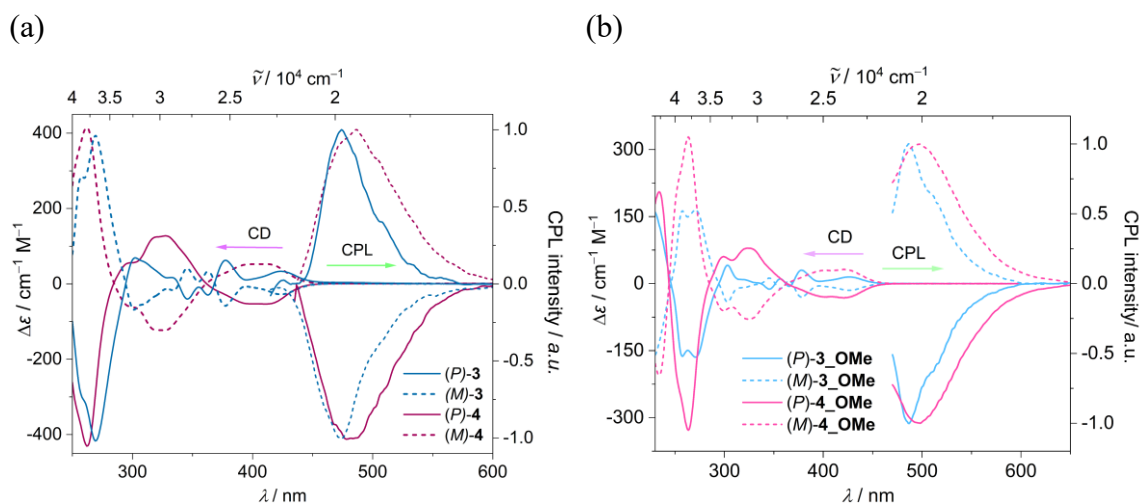 (a)
ṽ / 10⁴ cm⁻¹
4 3.5 3 2.5 2
400
200
0
-200
-400
Δε / cm⁻¹ M⁻¹
1.0
0.5
0.0
-0.5
-1.0
CPL intensity/ a.u.
CD
CPL
(P)-3
(M)-3
(P)-4
(M)-4
300 400 500 600
λ / nm
(b)
ṽ / 10⁴ cm⁻¹
4 3.5 3 2.5 2
300
150
0
-150
-300
Δε / cm⁻¹ M⁻¹
1.0
0.5
0.0
-0.5
-1.0
CPL intensity/ a.u.
CD
CPL
(P)-3_OMe
(M)-3_OMe
(P)-4_OMe
(M)-4_OMe
300 400 500 600
λ / nm